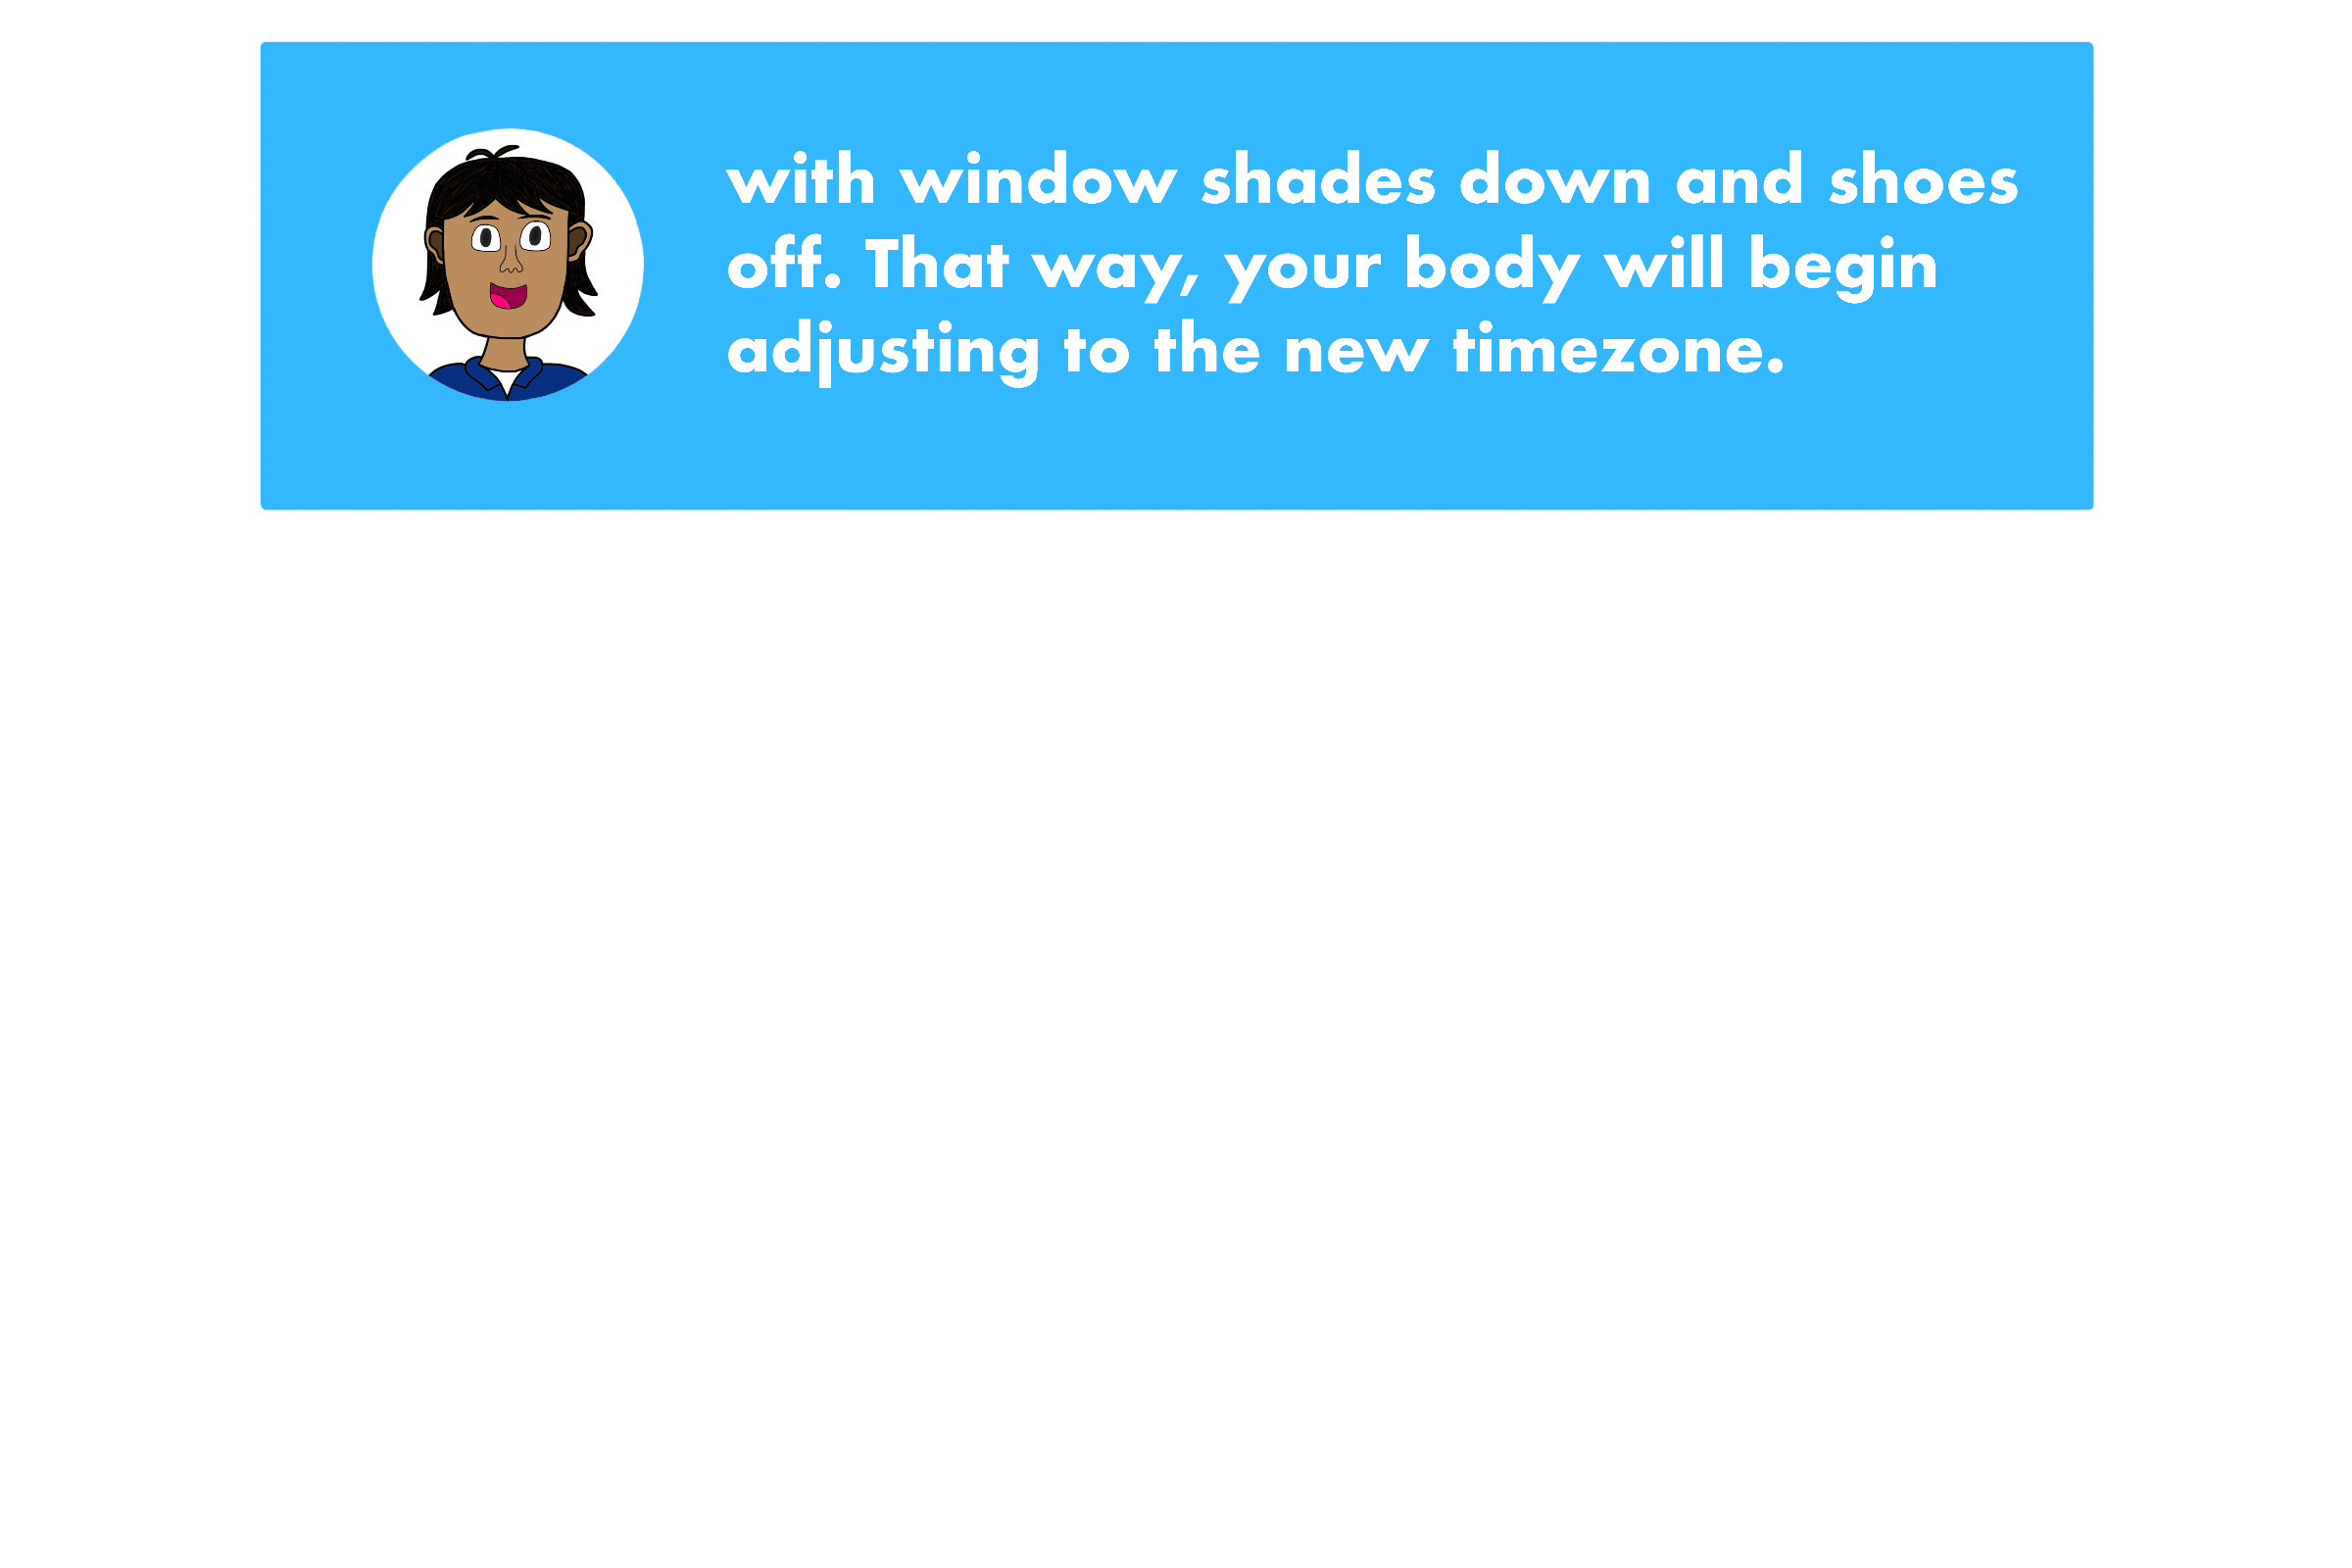 with window shades down and shoes
off. That way, your body will begin
adjusting to the new timezone.